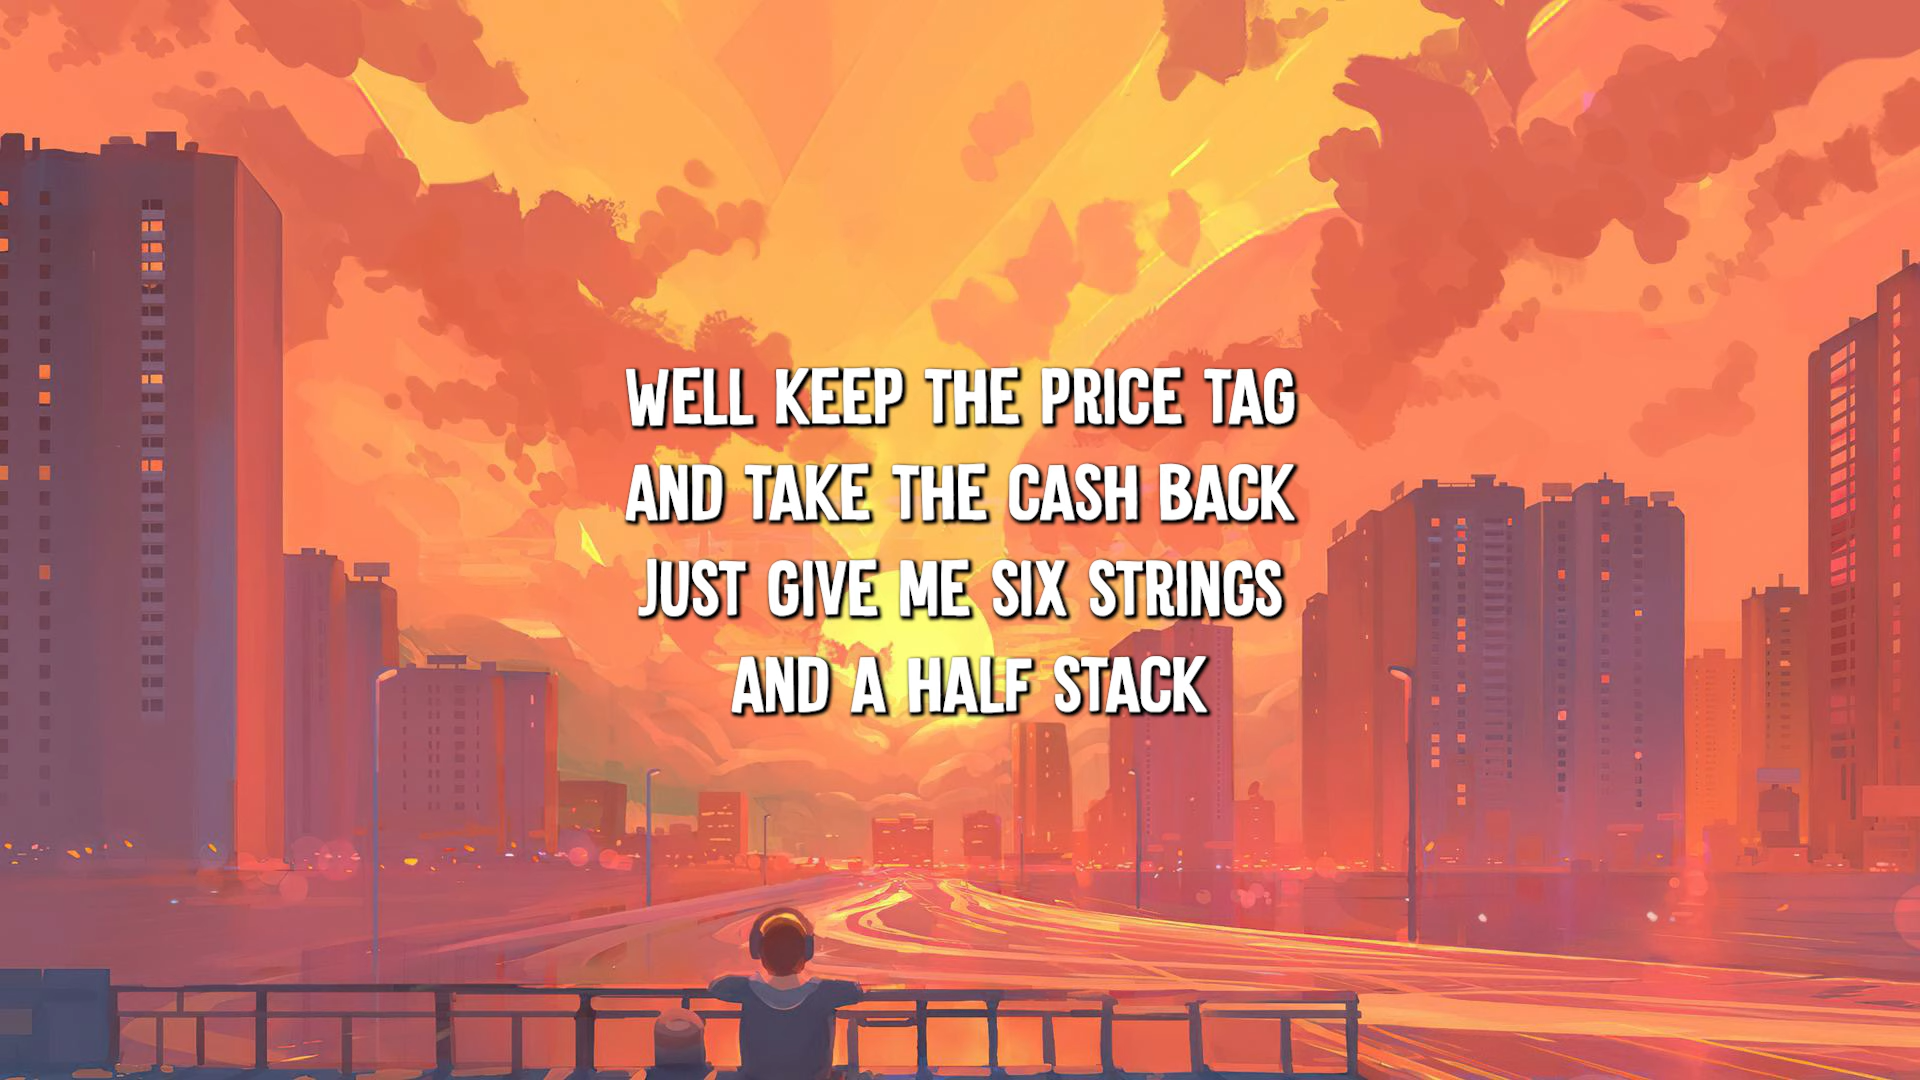 WELL KEEP THE PRICE TAG
AND TAKE THE CASH BACK
JUST GIVE ME SIX STRINGS
AND A HALF STACK